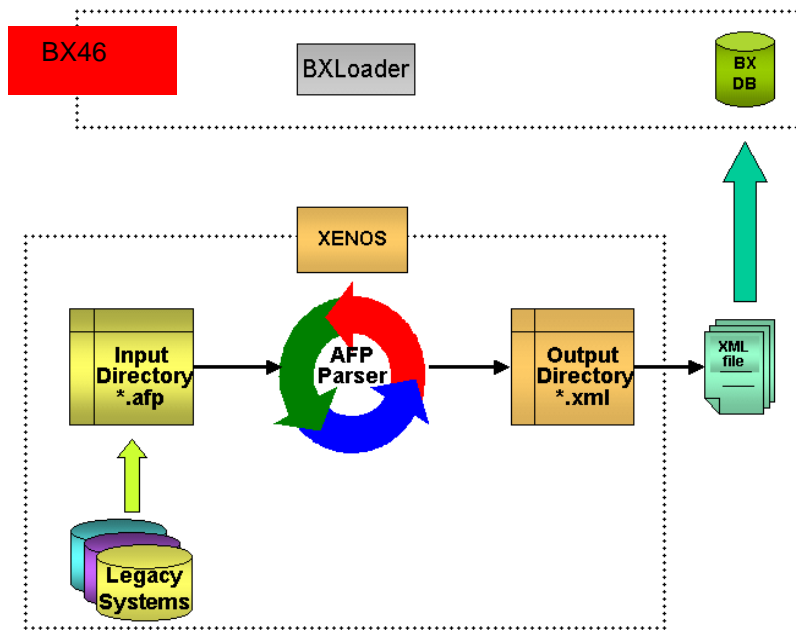 BX46
BXLoader
BX
DB
XENOS
Input
Directory
*.afp
AFP
Parser
Output
Directory
*.xml
XML
file
Legacy
Systems